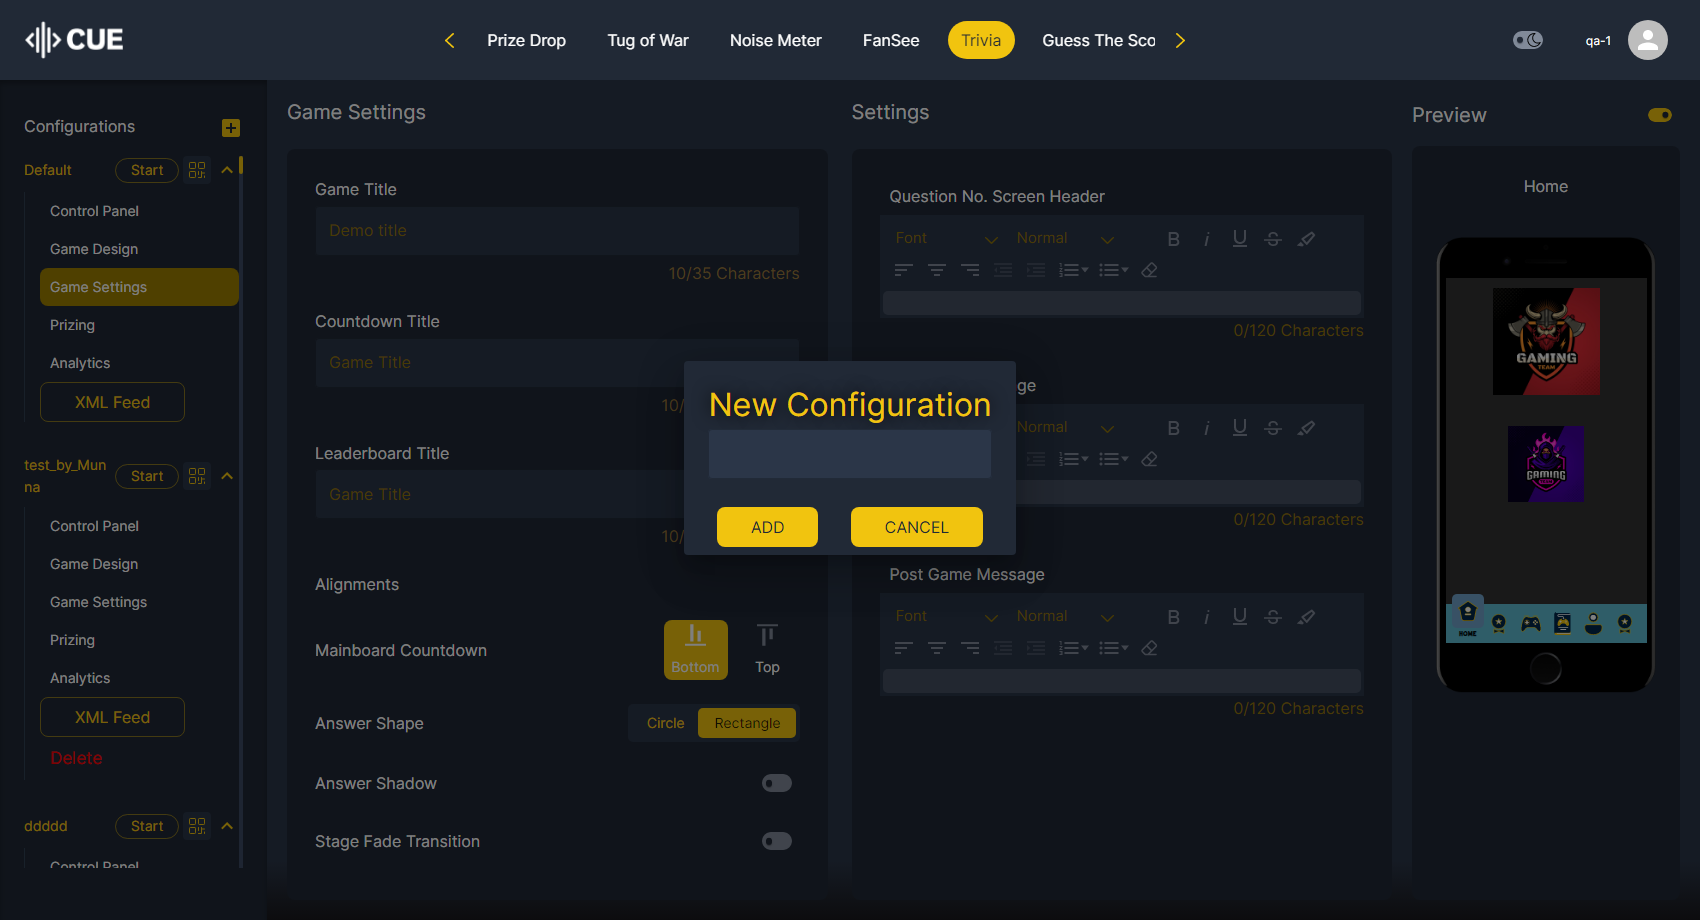 CUE
Prize Drop
Tug of War
Noise Meter
FanSee
Trivia
Guess The Sco
qa-1
Configurations
Default
Start
Control Panel
Game Design
Game Settings
Prizing
Analytics
XML Feed
test_by_Mun
na
Start
Control Panel
Game Design
Game Settings
Prizing
Analytics
XML Feed
Delete
ddddd
Start
Control Panel
Game Settings
Game Title
Demo title
10/35 Characters
Countdown Title
Game Title
10/
Leaderboard Title
Game Title
10/
Alignments
Mainboard Countdown
Bottom
Top
Answer Shape
Circle
Rectangle
Answer Shadow
Stage Fade Transition
New Configuration
ADD
CANCEL
Settings
Question No. Screen Header
Font
Normal
0/120 Characters
ge
Normal
0/120 Characters
Post Game Message
Font
Normal
0/120 Characters
Preview
Home
GAMING
TEAM
GAMING
HOME